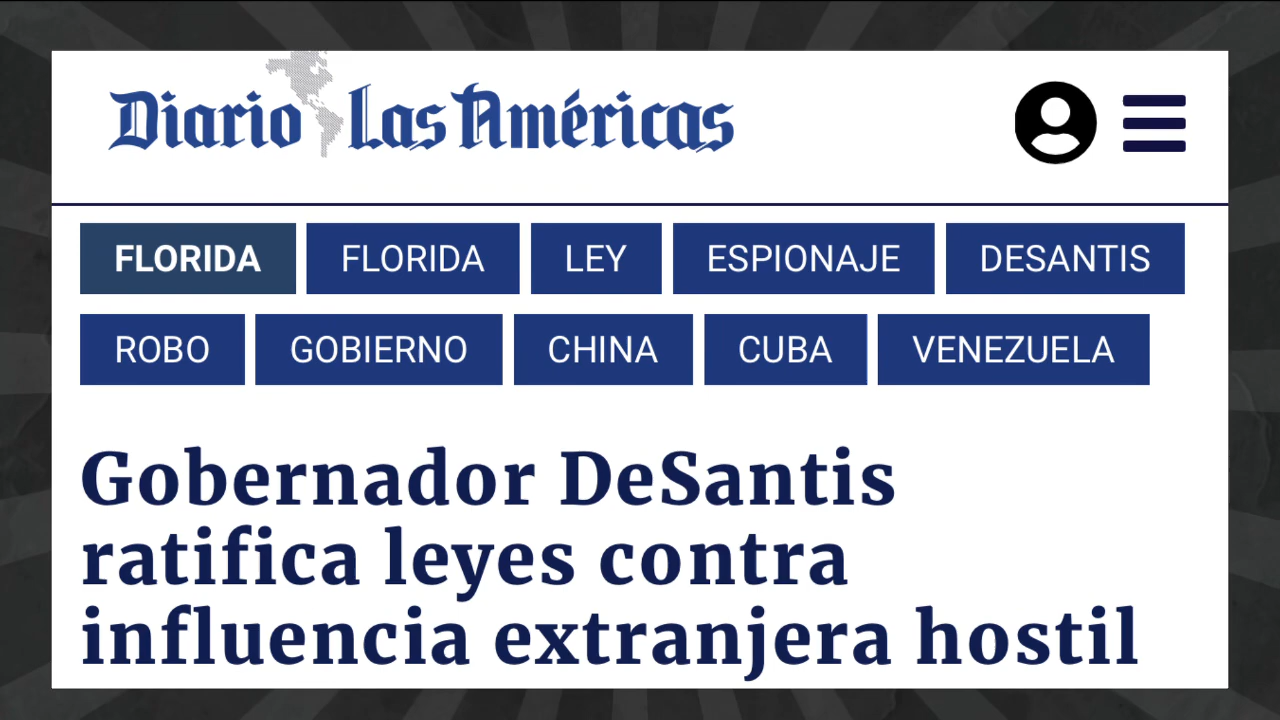 Diario Las Américas
FLORIDA FLORIDA LEY ESPIONAJE DESANTIS
ROBO GOBIERNO CHINA CUBA VENEZUELA
Gobernador DeSantis
ratifica leyes contra
influencia extranjera hostil